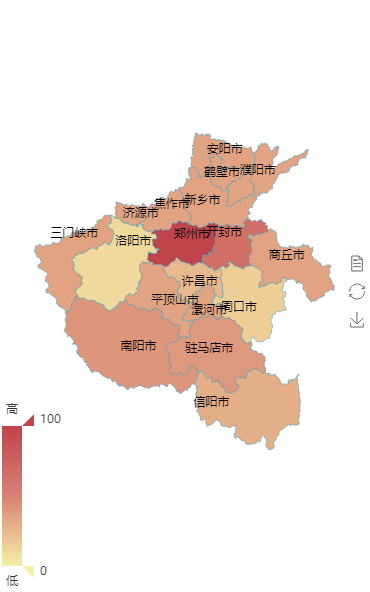 安阳市
鹤壁市
濮阳市
新乡市
焦作市
济源市
三门峡市
洛阳市
郑州市
开封市
商丘市
许昌市
平顶山市
漯河市
周口市
南阳市
驻马店市
信阳市
高
100
0
低